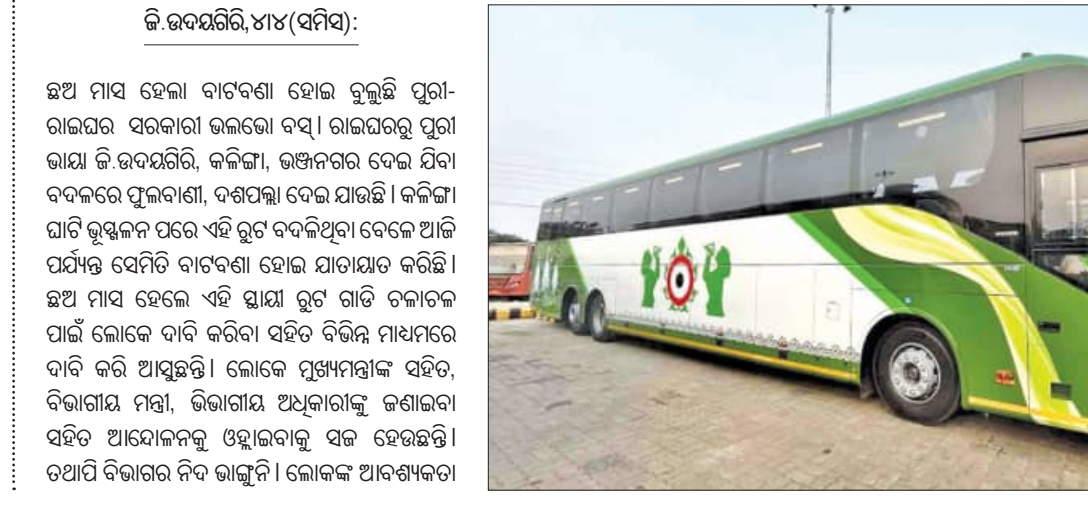 ଜି.ଉଦୟଗିରି,୪।୪(ସମିସ):
ଛଅ ମାସ ହେଲା ବାଟବଣା ହୋଇ ବୁଲୁଛି ପୁରୀ-
ରାଇଘର ସରକାରୀ ଭଲଭୋ ବସ୍। ରାଇଘରରୁ ପୁରୀ
ଭାୟା ଜି.ଉଦୟଗିରି, କଳିଙ୍ଗା, ଭଞ୍ଜନଗର ଦେଇ ଯିବା
ବଦଳରେ ଫୁଲବାଣୀ, ଦଶପଲ୍ଲା ଦେଇ ଯାଉଛି। କଳିଙ୍ଗା
ଘାଟି ଭୂସ୍ଖଳନ ପରେ ଏହି ରୁଟ ବଦଳିଥିବା ବେଳେ ଆଜି
ପର୍ଯ୍ୟନ୍ତ ସେମିତି ବାଟବଣା ହୋଇ ଯାତାୟାତ କରିଛି।
ଛଅ ମାସ ହେଲେ ଏହି ସ୍ଥାୟୀ ରୁଟ ଗାଡି ଚଳାଚଳ
ପାଇଁ ଲୋକେ ଦାବି କରିବା ସହିତ ବିଭିନ୍ନ ମାଧ୍ୟମରେ
ଦାବି କରି ଆସୁଛନ୍ତି। ଲୋକେ ମୁଖ୍ୟମନ୍ତ୍ରୀଙ୍କ ସହିତ,
ବିଭାଗୀୟ ମନ୍ତ୍ରୀ, ଭିଭାଗୀୟ ଅଧିକାରୀଙ୍କୁ ଜଣାଇବା
ସହିତ ଆନ୍ଦୋଳନକୁ ଓହ୍ଲାଇବାକୁ ସଜ ହେଉଛନ୍ତି।
ତଥାପି ବିଭାଗର ନିଦ ଭାଙ୍ଗୁନି। ଲୋକଙ୍କ ଆବଶ୍ୟକତା